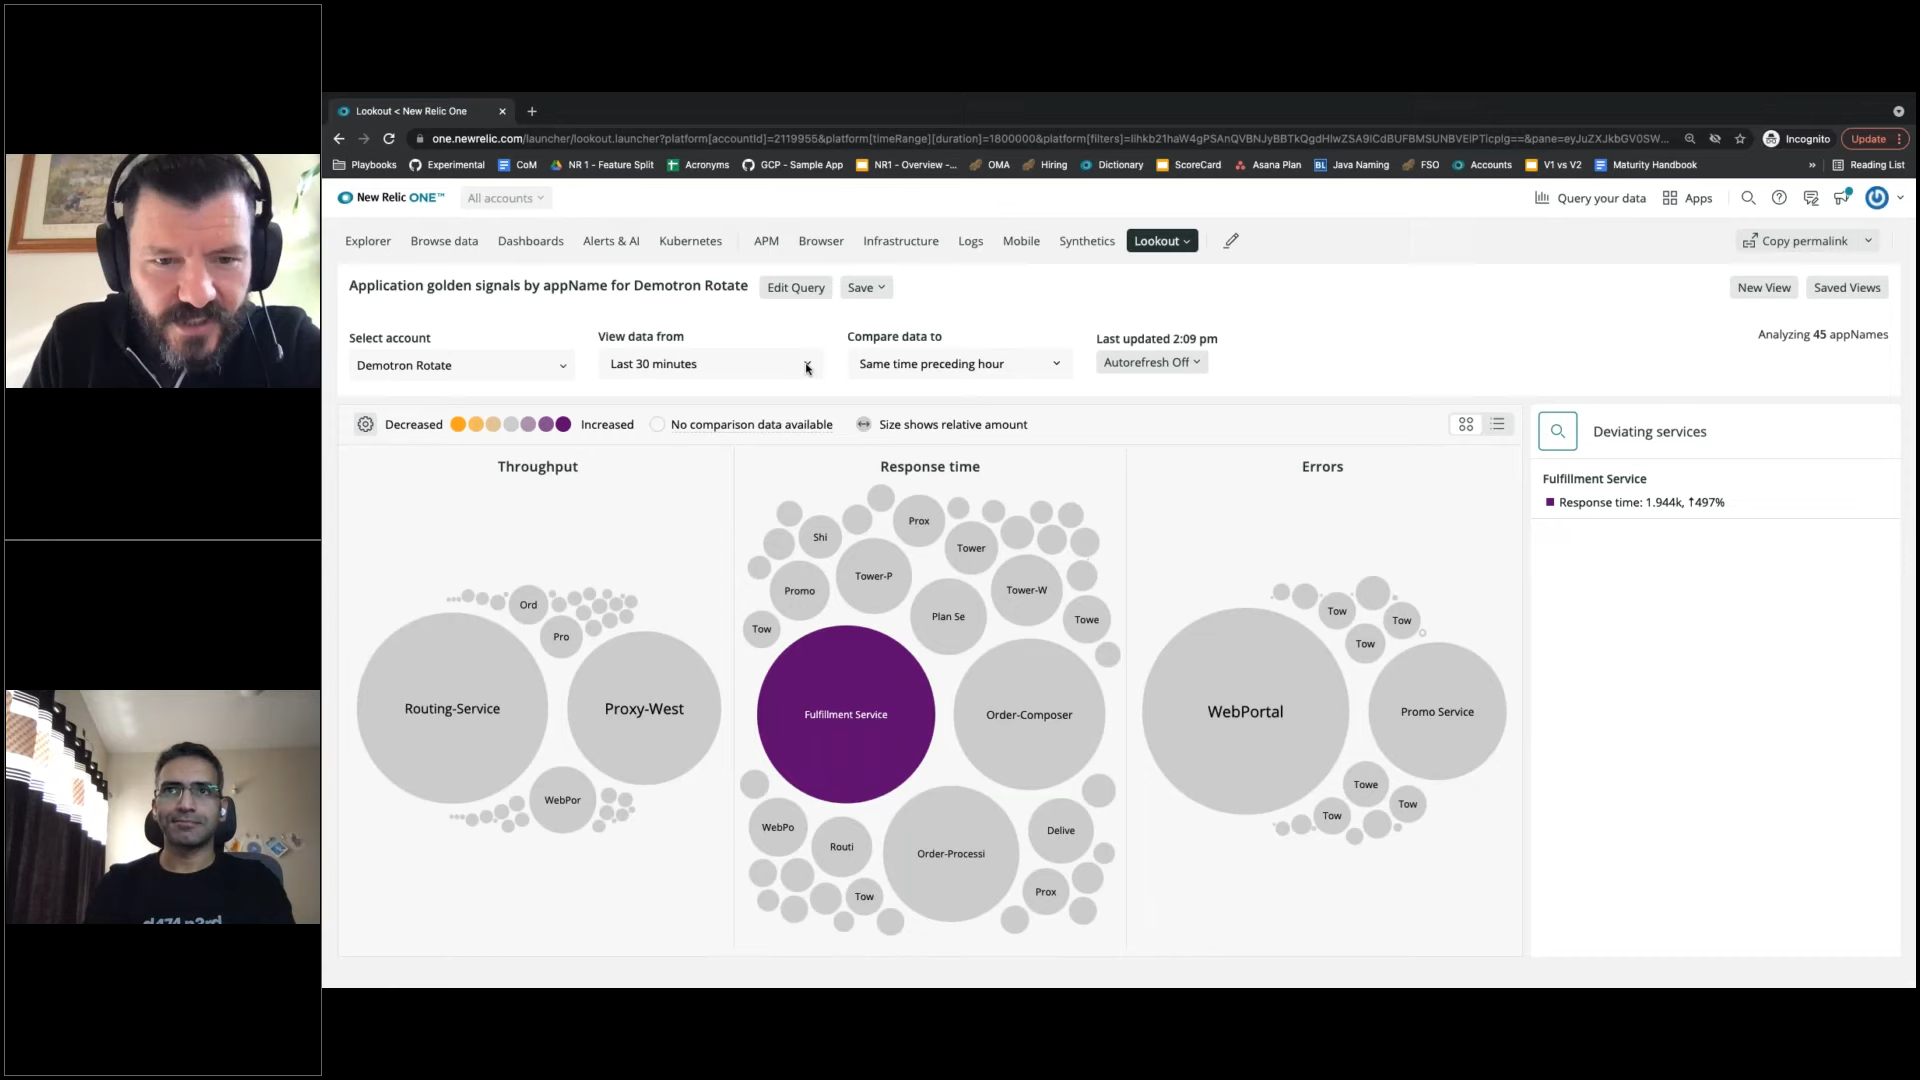 Lookout < New Relic One
one.newrelic.com/launcher/lookout.launcher?platform[accountId]=2119955&platform[timeRange][duration]=1800000&platform[filters]=IihKb21haW4gPSAnQVBNJyBBTkQgdHlwZSA9ICdBUFBMSUNBVElPTicpIg==&pane=eyJuZXJkbGV0SW...
Incognito
Update
Playbooks
Experimental
CoM
NR 1 - Feature Split
Acronyms
GCP - Sample App
NR1 - Overview -...
OMA
Hiring
Dictionary
ScoreCard
Asana Plan
BL Java Naming
FSO
Accounts
V1 vs V2
Maturity Handbook
»
Reading List
New Relic ONE™
All accounts
Query your data
Apps
Explorer
Browse data
Dashboards
Alerts & AI
Kubernetes
APM
Browser
Infrastructure
Logs
Mobile
Synthetics
Lookout
Copy permalink
Application golden signals by appName for Demotron Rotate
Edit Query
Save
New View
Saved Views
Select account
View data from
Compare data to
Last updated 2:09 pm
Analyzing 45 appNames
Demotron Rotate
Last 30 minutes
Same time preceding hour
Autorefresh Off
Decreased
Increased
No comparison data available
Size shows relative amount
Deviating services
Fulfillment Service
Response time: 1.944k, ↑497%
Throughput
Ord
Pro
Routing-Service
Proxy-West
WebPor
Response time
Prox
Shi
Tower
Tower-P
Promo
Tower-W
Plan Se
Towe
Tow
Fulfillment Service
Order-Composer
WebPo
Delive
Routi
Order-Processi
Prox
Tow
Errors
Tow
Tow
Tow
WebPortal
Promo Service
Towe
Tow
Tow